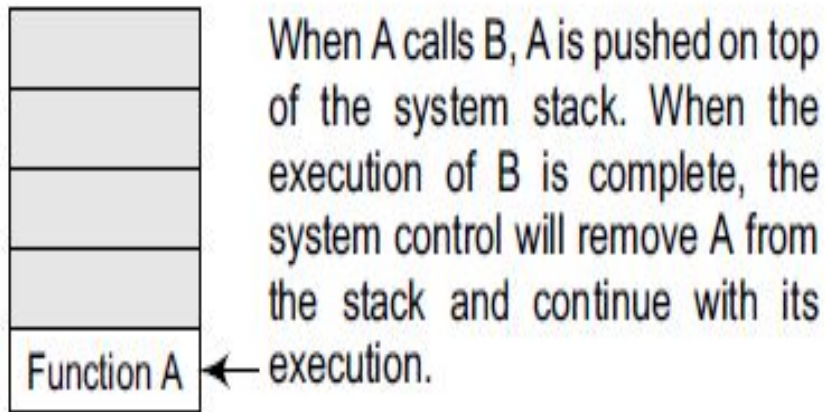 When A calls B, A is pushed on top
of the system stack. When the
execution of B is complete, the
system control will remove A from
the stack and continue with its
execution.
Function A